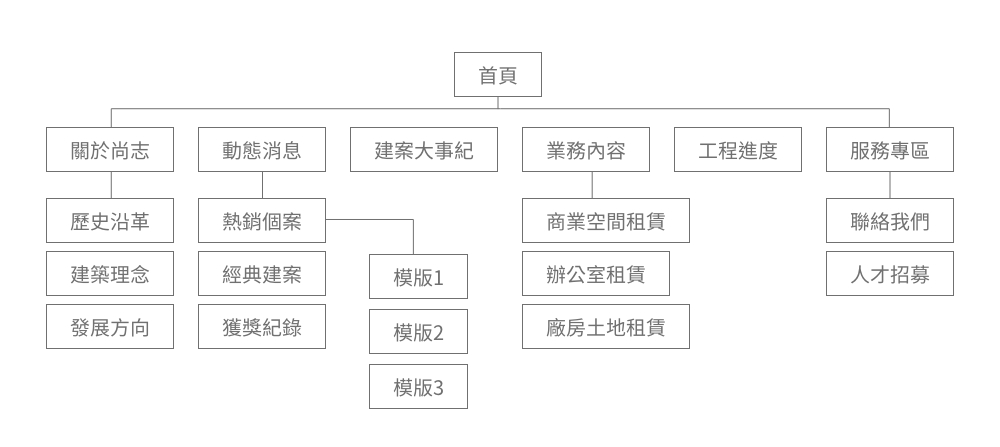 首頁
關於尚志
動態消息
建案大事紀
業務內容
工程進度
服務專區
歷史沿革
熱銷個案
商業空間租賃
聯絡我們
建築理念
經典建案
模版1
辦公室租賃
人才招募
發展方向
獲獎紀錄
模版2
廠房土地租賃
模版3